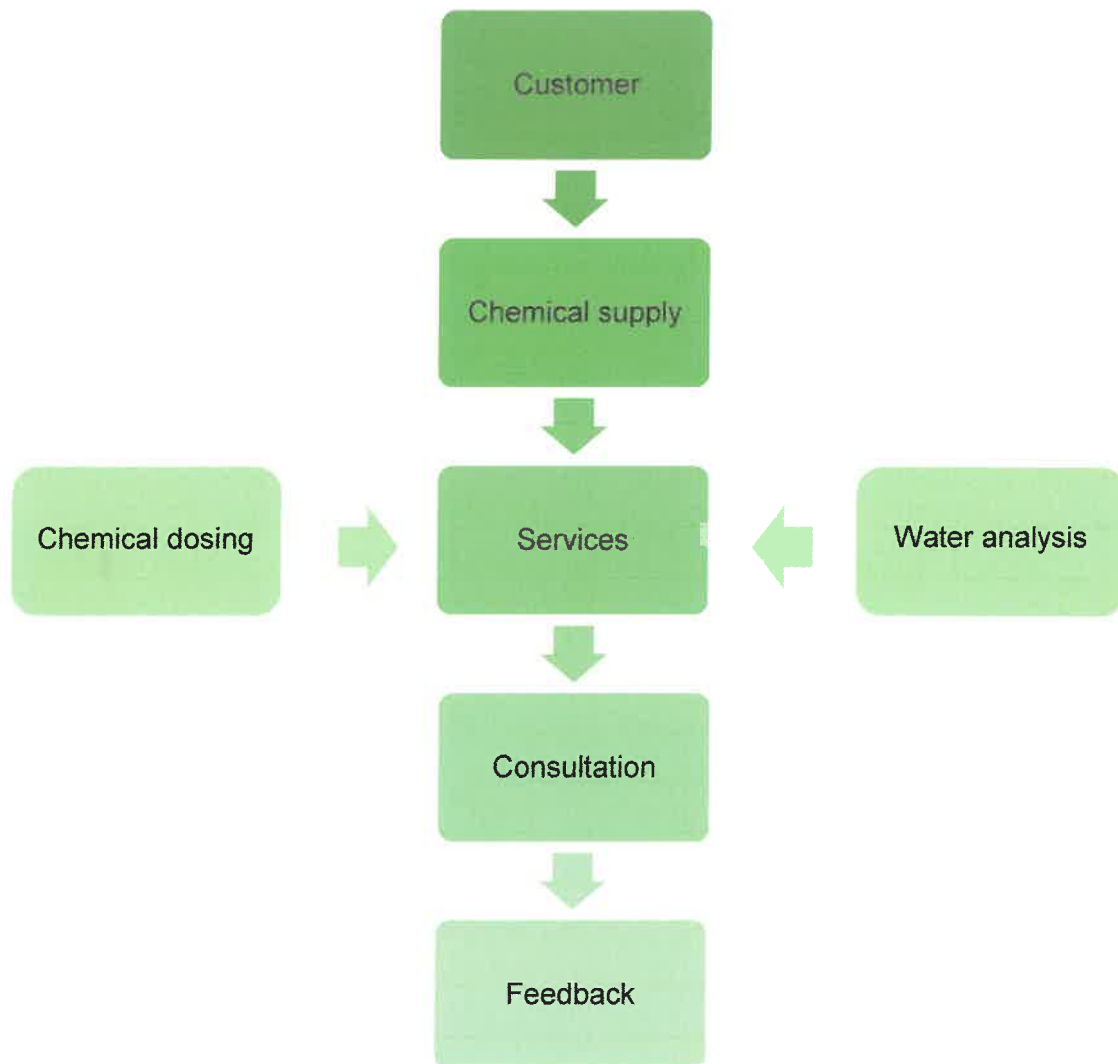 Customer
Chemical supply
Chemical dosing
Services
Water analysis
Consultation
Feedback